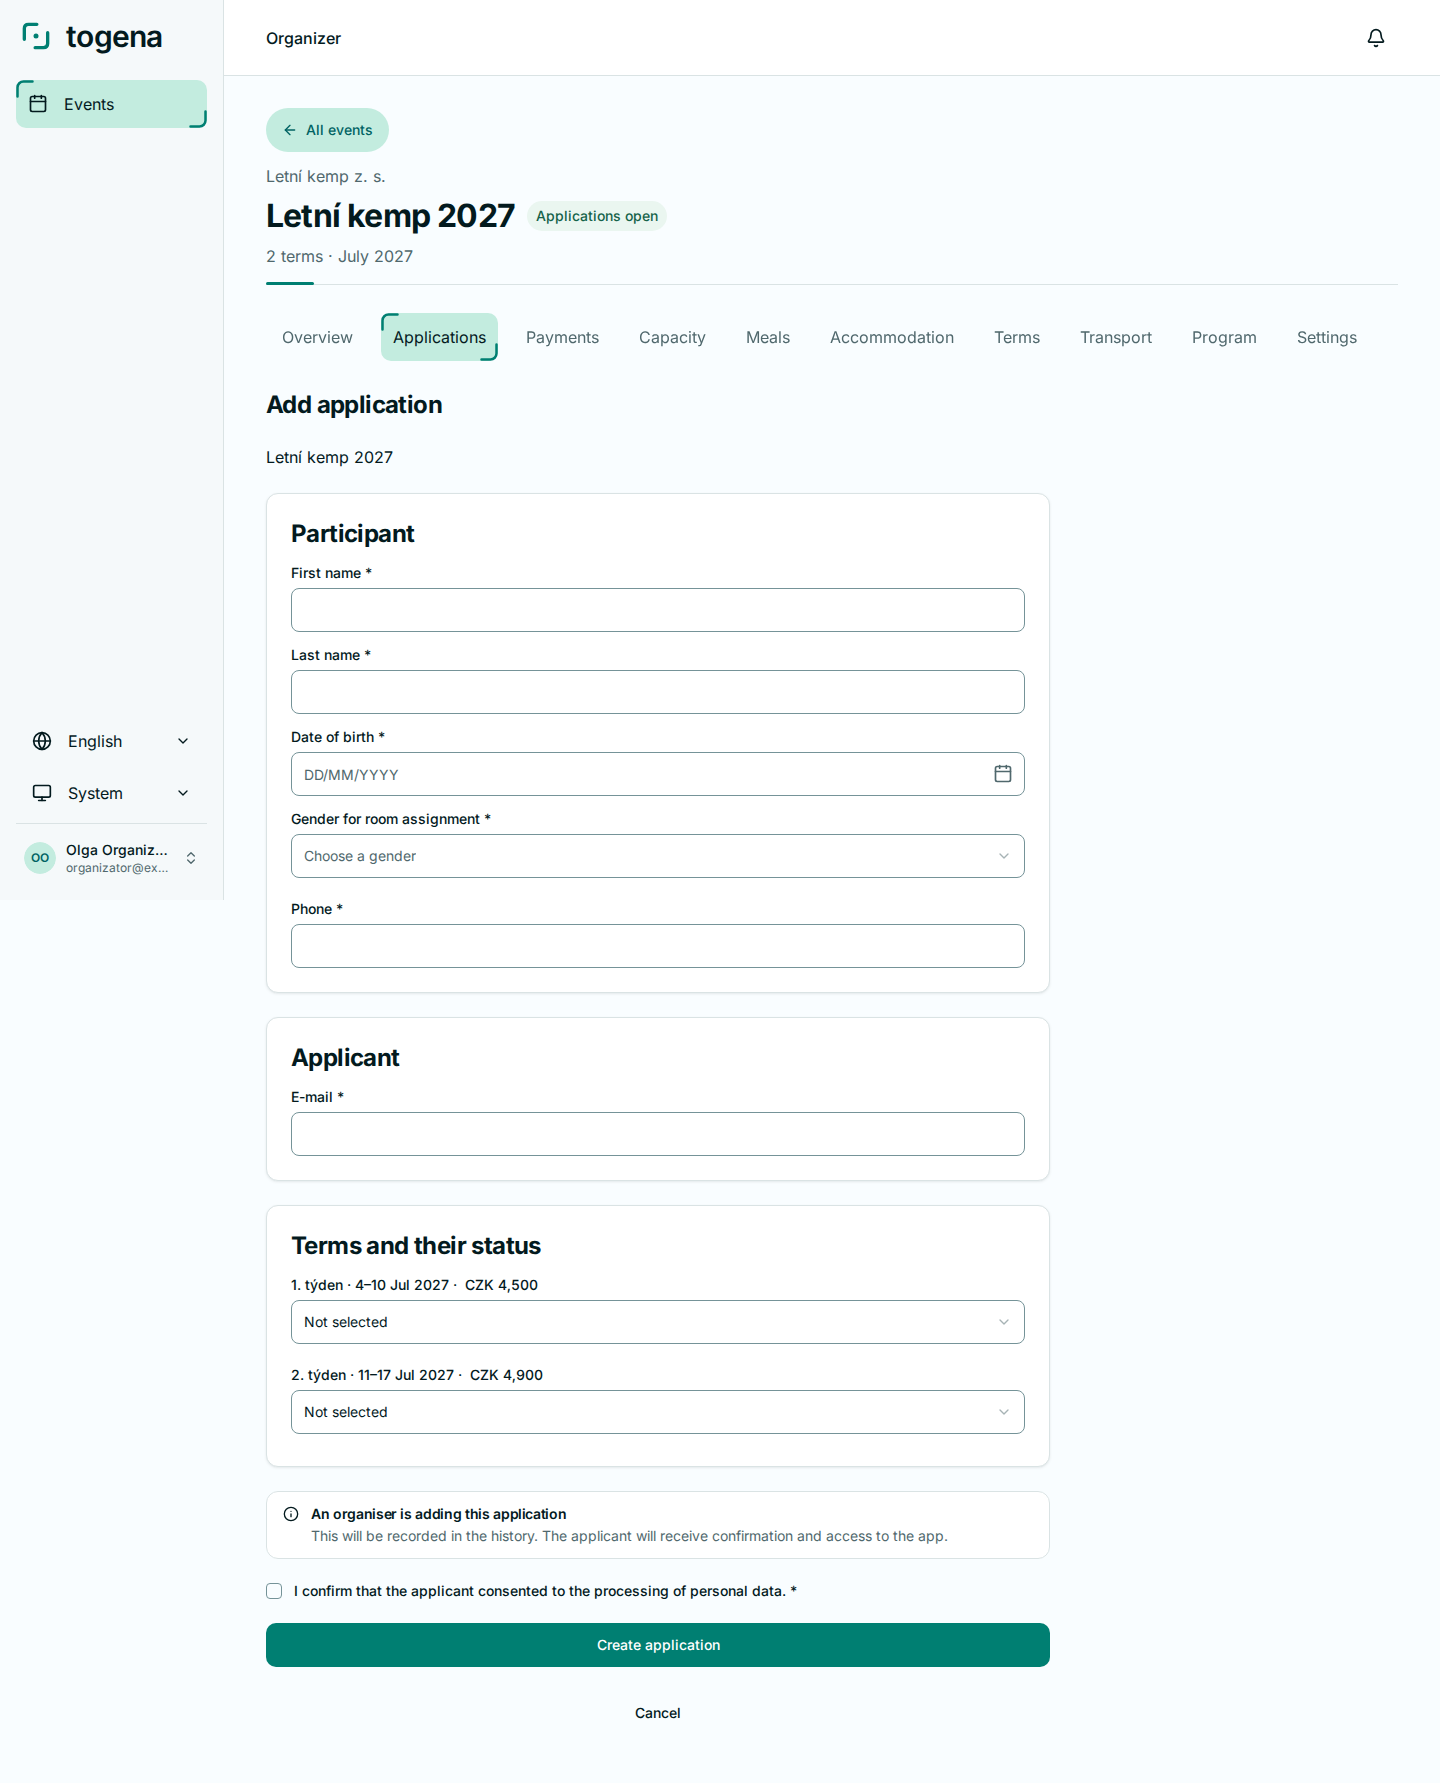 togena
Organizer
Events
All events
Letní kemp z. s.
Letní kemp 2027
Applications open
2 terms · July 2027
Overview Applications Payments Capacity Meals Accommodation Terms Transport Program Settings
Add application
Letní kemp 2027
Participant
First name *
Last name *
Date of birth *
DD/MM/YYYY
Gender for room assignment *
Choose a gender
Phone *
English
System
OO
Olga Organiz...
organizator@ex...
Applicant
E-mail *
Terms and their status
1. týden · 4–10 Jul 2027 · CZK 4,500
Not selected
2. týden · 11–17 Jul 2027 · CZK 4,900
Not selected
An organiser is adding this application
This will be recorded in the history. The applicant will receive confirmation and access to the app.
I confirm that the applicant consented to the processing of personal data. *
Create application
Cancel